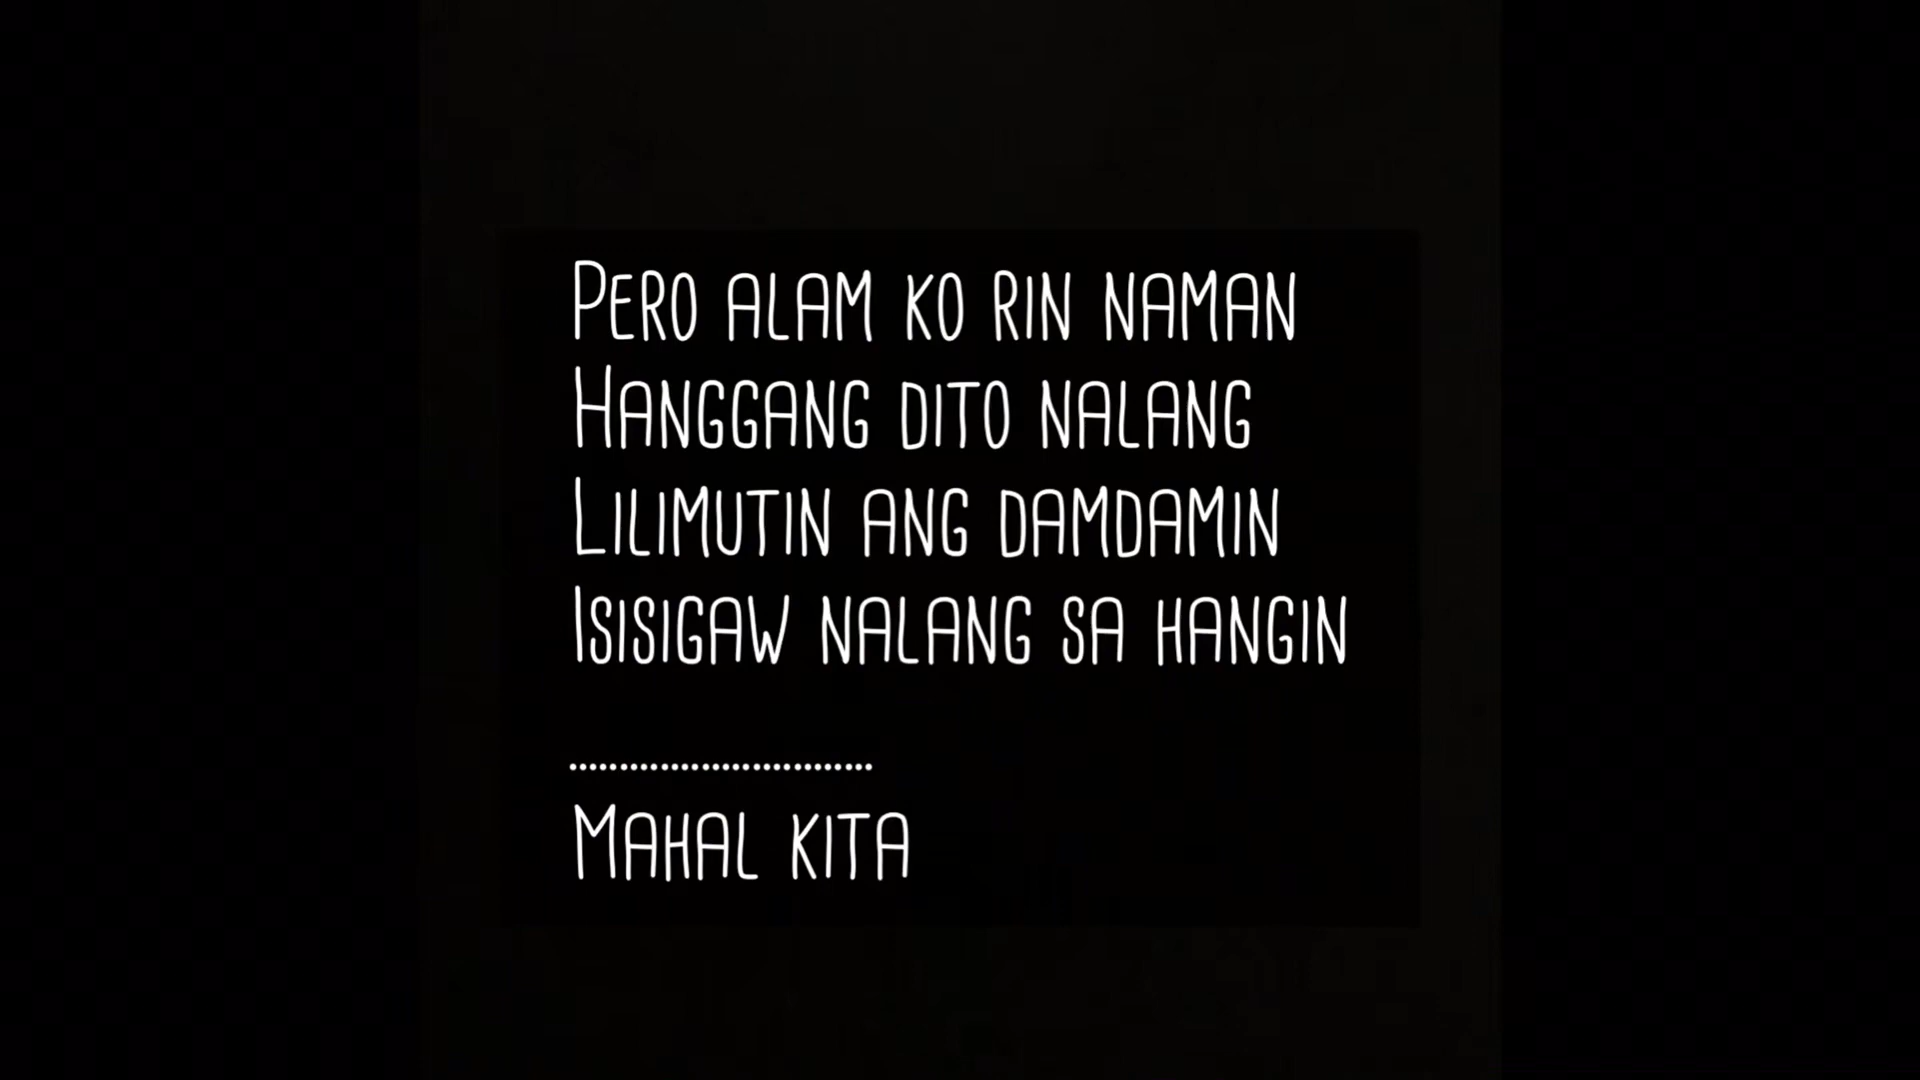 Pero alam ko rin naman
Hanggang dito nalang
Lilimutin ang damdamin
Isisigaw nalang sa hangin
..............................
Mahal kita